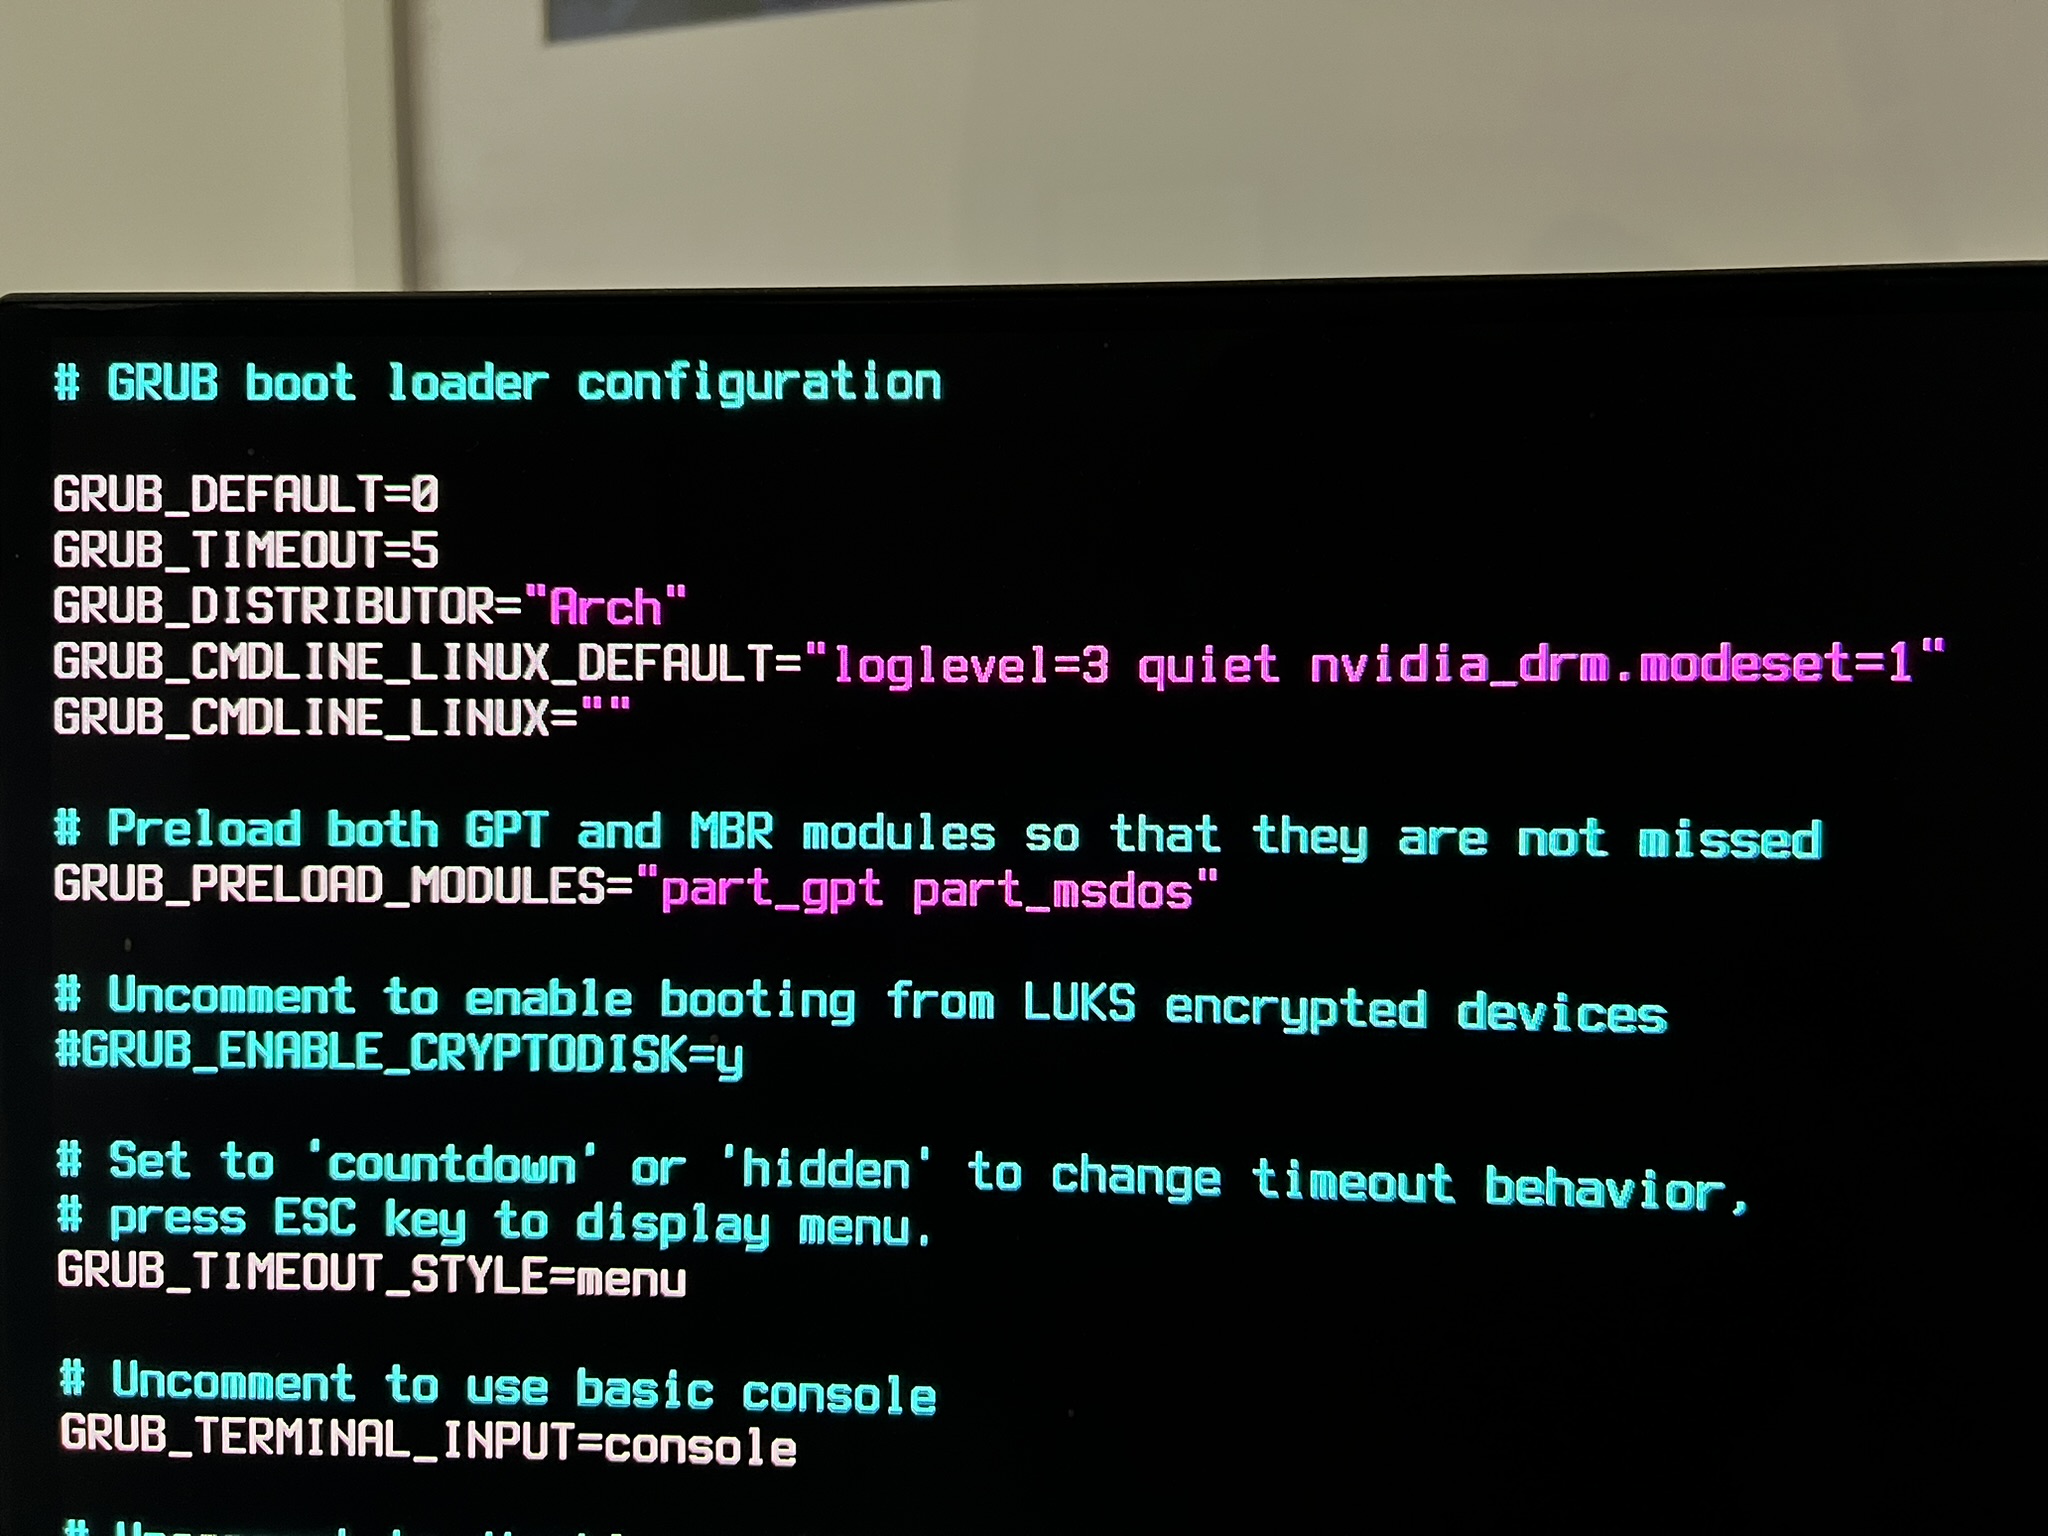 # GRUB boot loader configuration
GRUB_DEFAULT=0
GRUB_TIMEOUT=5
GRUB_DISTRIBUTOR="Arch"
GRUB_CMDLINE_LINUX_DEFAULT="loglevel=3 quiet nvidia_drm.modeset=1"
GRUB_CMDLINE_LINUX=""
# Preload both GPT and MBR modules so that they are not missed
GRUB_PRELOAD_MODULES="part_gpt part_msdos"
# Uncomment to enable booting from LUKS encrypted devices
#GRUB_ENABLE_CRYPTODISK=y
# Set to 'countdown' or 'hidden' to change timeout behavior,
# press ESC key to display menu.
GRUB_TIMEOUT_STYLE=menu
# Uncomment to use basic console
GRUB_TERMINAL_INPUT=console